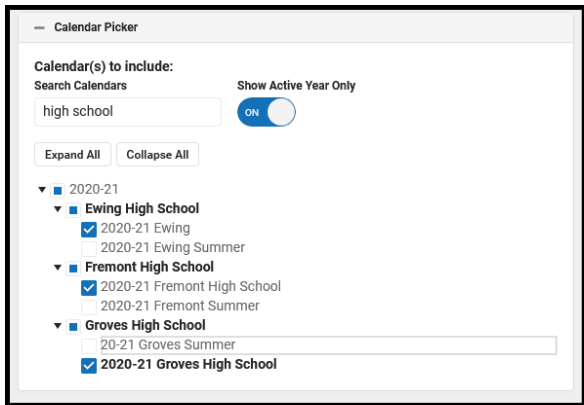 Calendar Picker
Calendar(s) to include:
Search Calendars Show Active Year Only
high school ON
Expand All Collapse All
2020-21
Ewing High School
2020-21 Ewing
2020-21 Ewing Summer
Fremont High School
2020-21 Fremont High School
2020-21 Fremont Summer
Groves High School
20-21 Groves Summer
2020-21 Groves High School